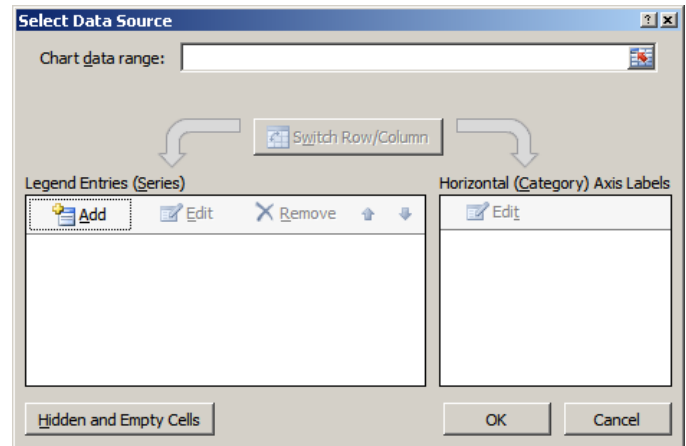 Select Data Source
Chart data range:
Switch Row/Column
Legend Entries (Series)
Horizontal (Category) Axis Labels
Add Edit Remove
Edit
Hidden and Empty Cells
OK Cancel